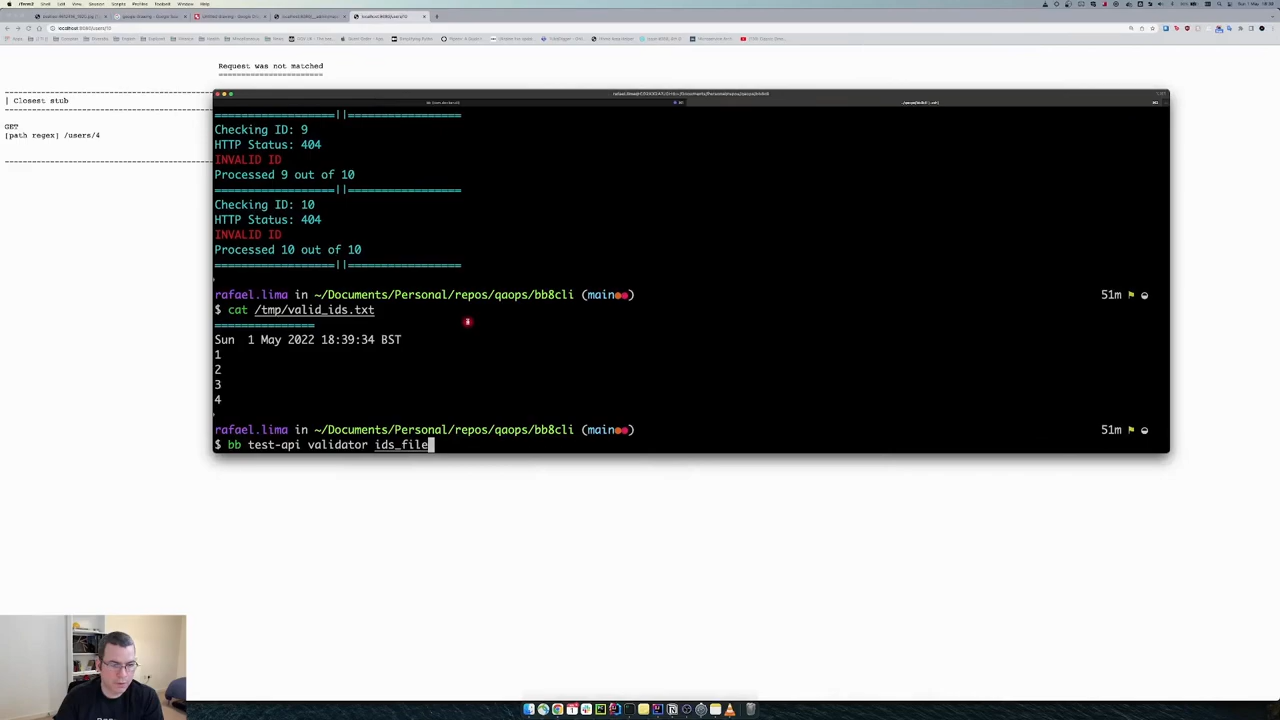 localhost:8080/users/10
Request was not matched
=======================
| Closest stub
GET
[path regex] /users/4
===================||===================
Checking ID: 9
HTTP Status: 404
INVALID ID
Processed 9 out of 10
===================||===================
Checking ID: 10
HTTP Status: 404
INVALID ID
Processed 10 out of 10
===================||===================
rafael.lima in ~/Documents/Personal/repos/qaops/bb8cli (main) 51m
$ cat /tmp/valid_ids.txt
================
Sun  1 May 2022 18:39:34 BST
1
2
3
4
rafael.lima in ~/Documents/Personal/repos/qaops/bb8cli (main) 51m
$ bb test-api validator ids_file